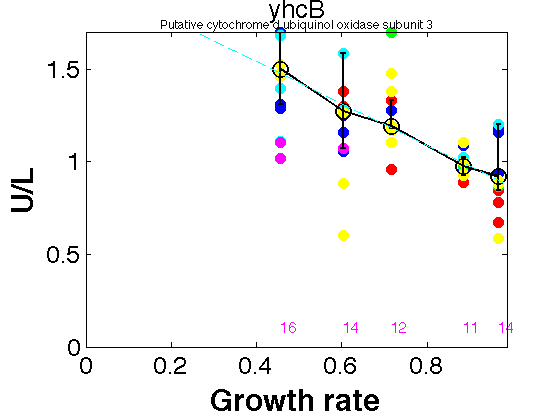 yhcB
Putative cytochrome d ubiquinol oxidase subunit 3
1.5
1
0.5
0
U/L
16 14 12 11 14
0 0.2 0.4 0.6 0.8
Growth rate